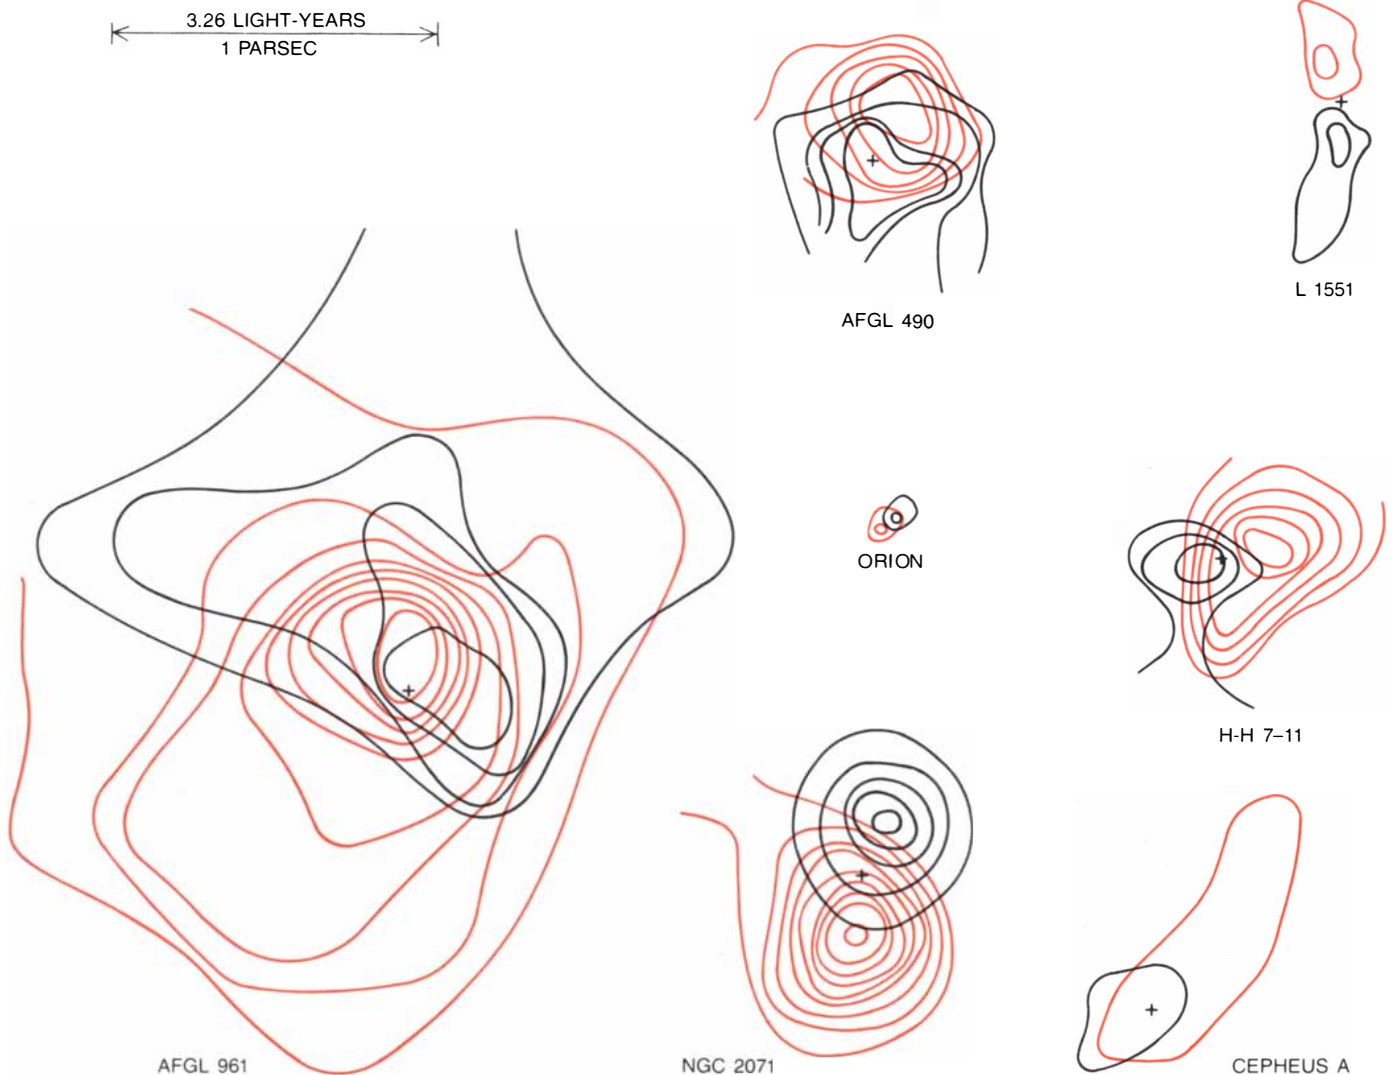 3.26 LIGHT-YEARS
1 PARSEC
L 1551
AFGL 490
ORION
H-H 7–11
AFGL 961
NGC 2071
CEPHEUS A